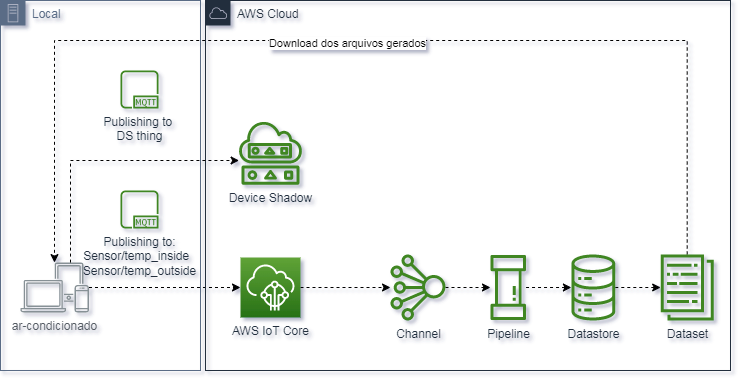 Local
AWS Cloud
Download dos arquivos gerados
MQTT
Publishing to
DS thing
Device Shadow
MQTT
Publishing to:
Sensor/temp_inside
Sensor/temp_outside
ar-condicionado
AWS IoT Core
Channel
Pipeline
Datastore
Dataset